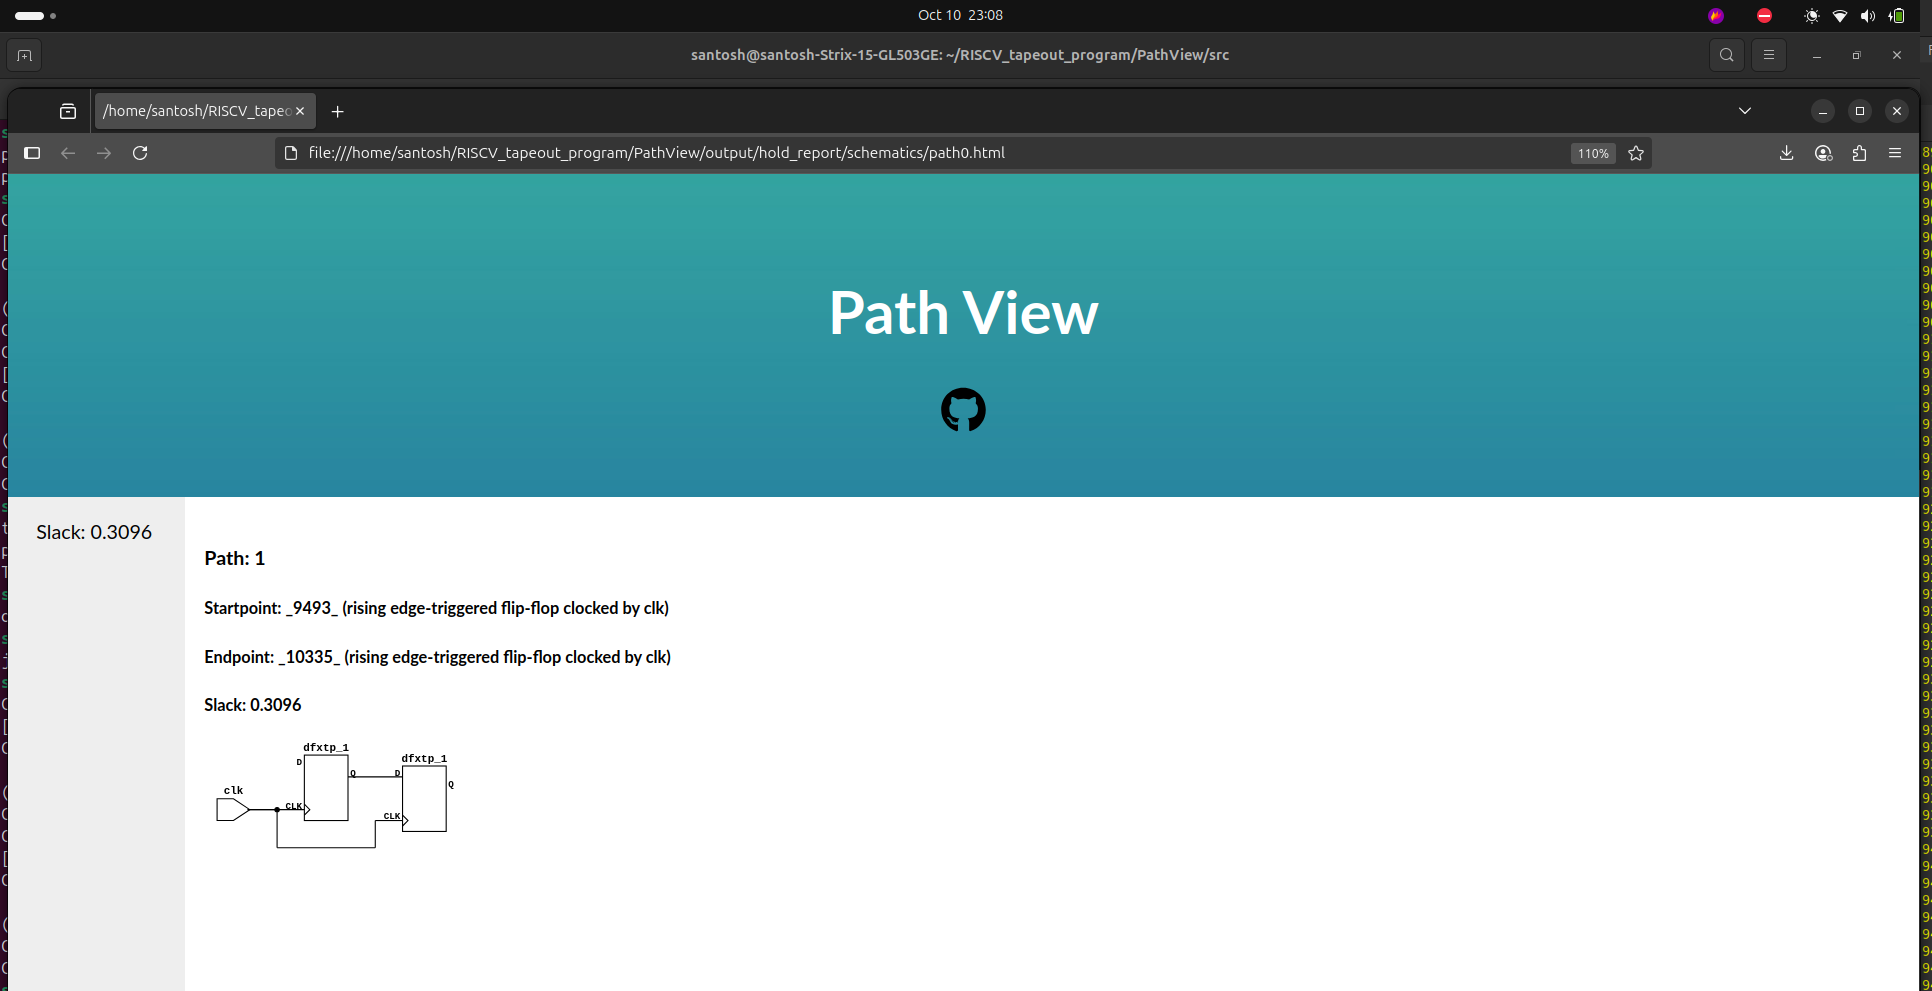 Oct 10 23:08
santosh@santosh-Strix-15-GL503GE: ~/RISCV_tapeout_program/PathView/src
/home/santosh/RISCV_tapeo
file:///home/santosh/RISCV_tapeout_program/PathView/output/hold_report/schematics/path0.html
110%
Path View
Slack: 0.3096
Path: 1
Startpoint: _9493_ (rising edge-triggered flip-flop clocked by clk)
Endpoint: _10335_ (rising edge-triggered flip-flop clocked by clk)
Slack: 0.3096
dfxtp_1
dfxtp_1
D
Q
D
Q
clk
CLK
CLK